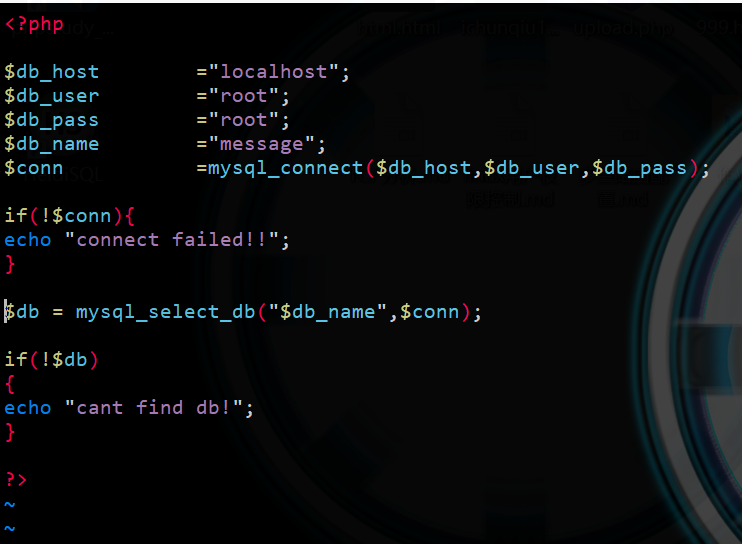 <?php
$db_host        ="localhost";
$db_user        ="root";
$db_pass        ="root";
$db_name        ="message";
$conn           =mysql_connect($db_host,$db_user,$db_pass);
if(!$conn){
echo "connect failed!!";
}
$db = mysql_select_db("$db_name",$conn);
if(!$db)
{
echo "cant find db!";
}
?>
~
~